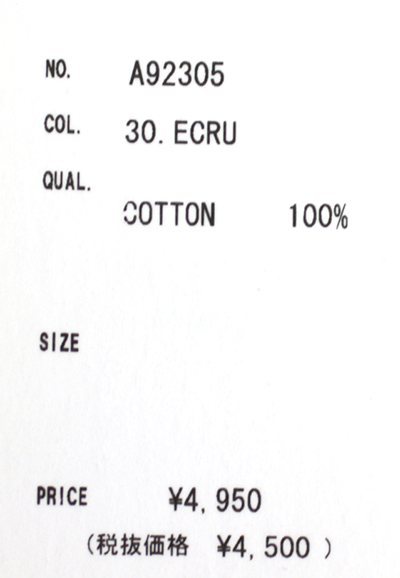 NO. A92305
COL. 30. ECRU
QUAL.
COTTON 100%
SIZE
PRICE ¥4, 950
(税抜価格 ¥4, 500 )